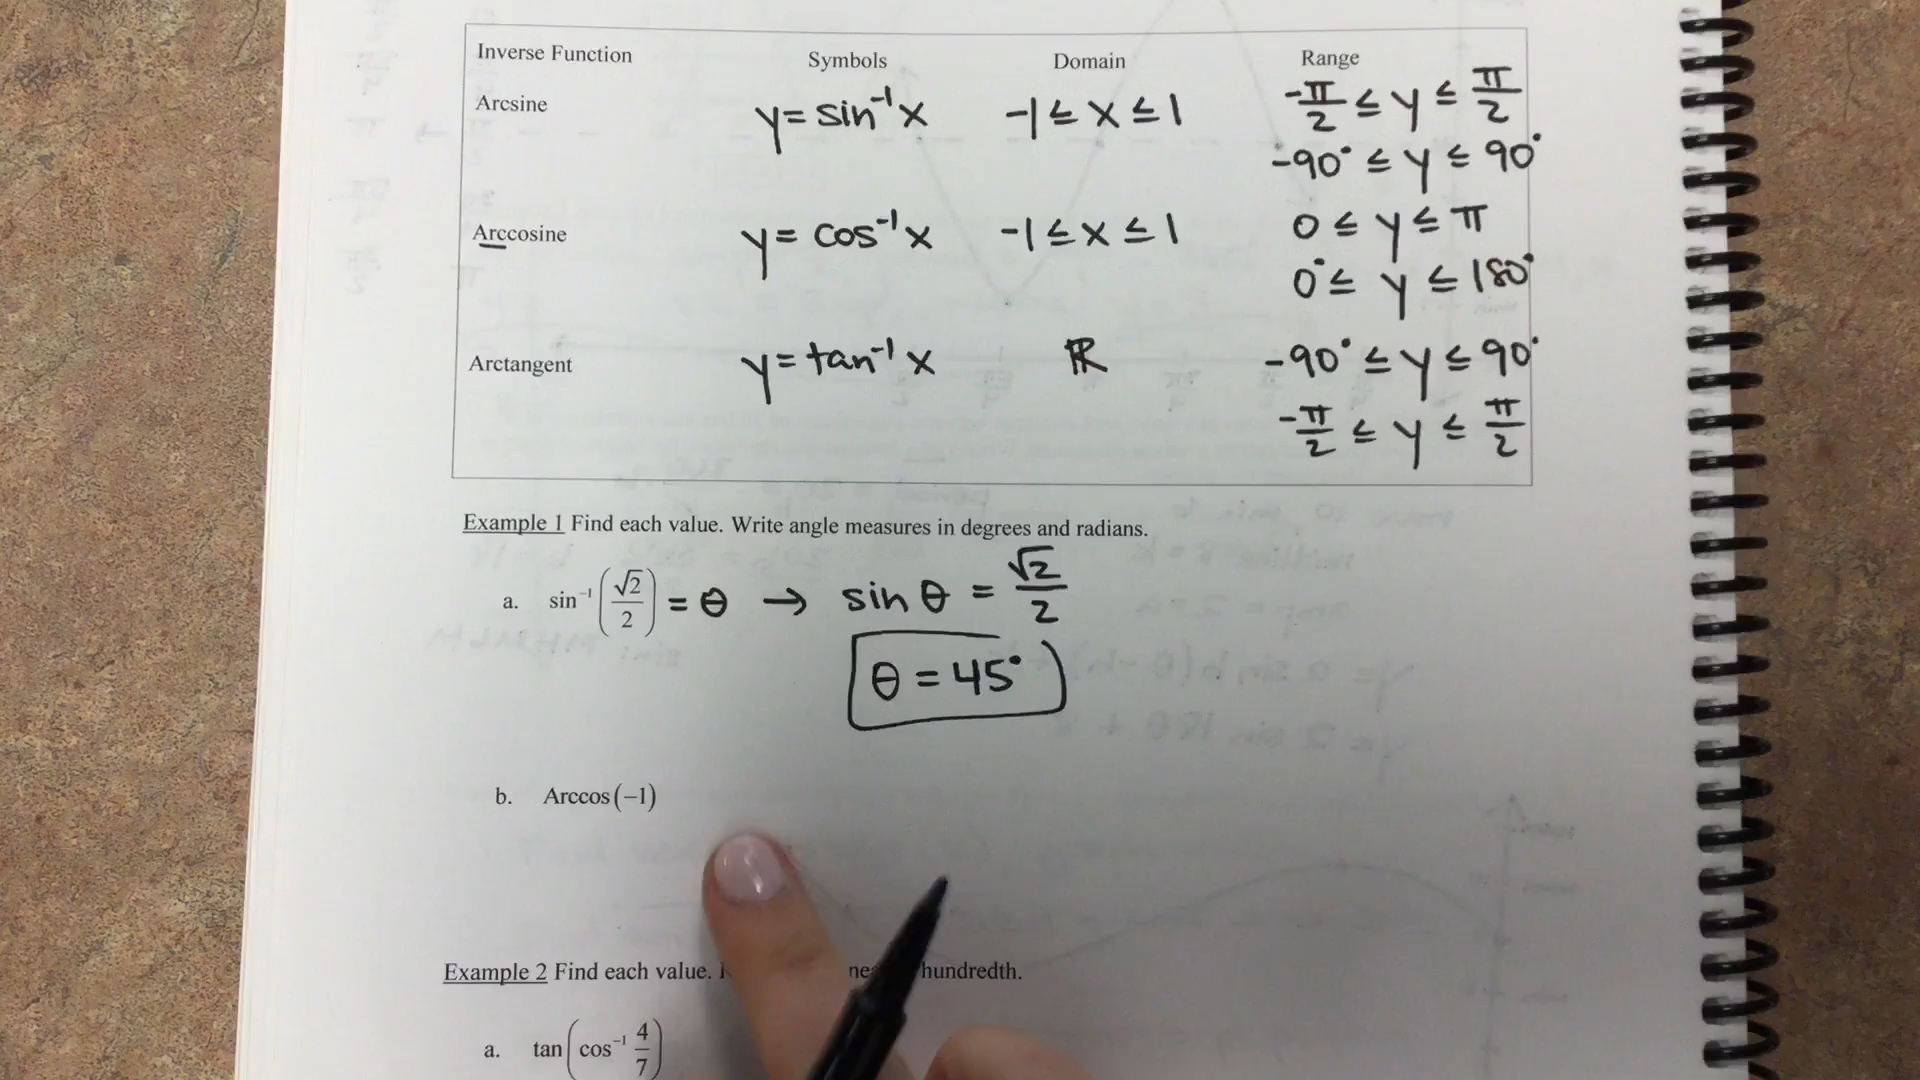 Inverse Function Symbols Domain Range
Arcsine y = sin⁻¹x -1 ≤ x ≤ 1 -π/2 ≤ y ≤ π/2
-90° ≤ y ≤ 90°
Arccosine y = cos⁻¹x -1 ≤ x ≤ 1 0 ≤ y ≤ π
0° ≤ y ≤ 180°
Arctangent y = tan⁻¹x ℝ -90° ≤ y ≤ 90°
-π/2 ≤ y ≤ π/2
Example 1 Find each value. Write angle measures in degrees and radians.
a. sin⁻¹(√2/2) = θ → sin θ = √2/2
θ = 45°
b. Arccos(−1)
Example 2 Find each value. hundredth.
a. tan(cos⁻¹ 4/7)